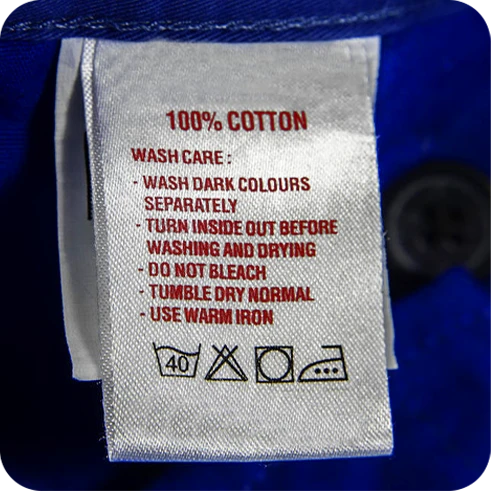 100% COTTON
WASH CARE :
- WASH DARK COLOURS
SEPARATELY
- TURN INSIDE OUT BEFORE
WASHING AND DRYING
- DO NOT BLEACH
- TUMBLE DRY NORMAL
- USE WARM IRON
40